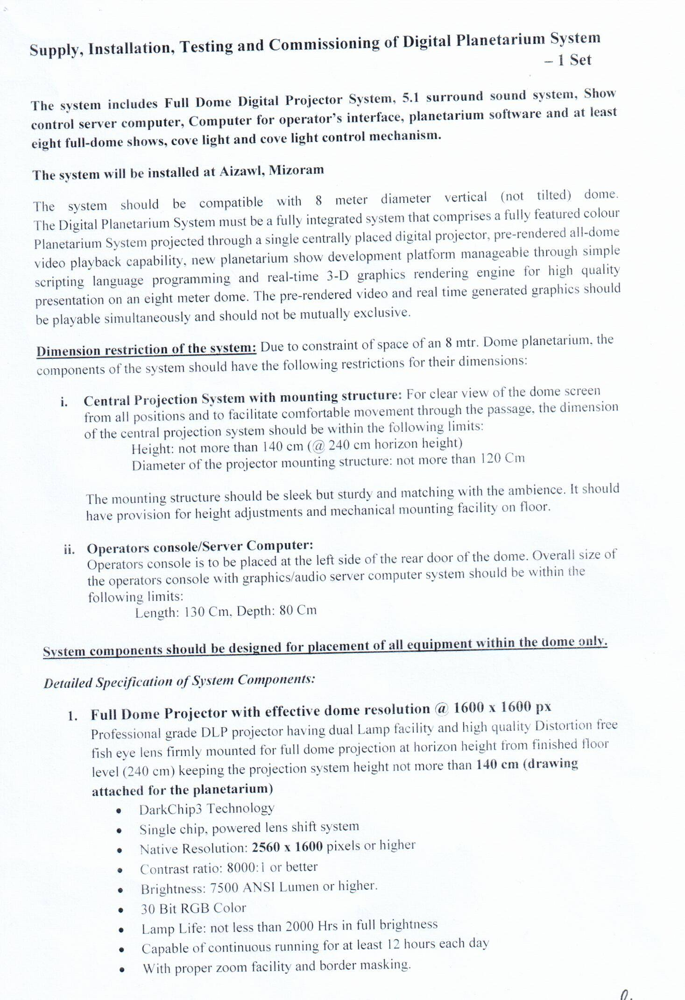 Supply, Installation, Testing and Commissioning of Digital Planetarium System
– 1 Set
The system includes Full Dome Digital Projector System, 5.1 surround sound system, Show
control server computer, Computer for operator's interface, planetarium software and at least
eight full-dome shows, cove light and cove light control mechanism.
The system will be installed at Aizawl, Mizoram
The system should be compatible with 8 meter diameter vertical (not tilted) dome.
The Digital Planetarium System must be a fully integrated system that comprises a fully featured colour
Planetarium System projected through a single centrally placed digital projector, pre-rendered all-dome
video playback capability, new planetarium show development platform manageable through simple
scripting language programming and real-time 3-D graphics rendering engine for high quality
presentation on an eight meter dome. The pre-rendered video and real time generated graphics should
be playable simultaneously and should not be mutually exclusive.
Dimension restriction of the system: Due to constraint of space of an 8 mtr. Dome planetarium, the
components of the system should have the following restrictions for their dimensions:
i. Central Projection System with mounting structure: For clear view of the dome screen
from all positions and to facilitate comfortable movement through the passage, the dimension
of the central projection system should be within the following limits:
Height: not more than 140 cm (@ 240 cm horizon height)
Diameter of the projector mounting structure: not more than 120 Cm
The mounting structure should be sleek but sturdy and matching with the ambience. It should
have provision for height adjustments and mechanical mounting facility on floor.
ii. Operators console/Server Computer:
Operators console is to be placed at the left side of the rear door of the dome. Overall size of
the operators console with graphics/audio server computer system should be within the
following limits:
Length: 130 Cm, Depth: 80 Cm
System components should be designed for placement of all equipment within the dome only.
Detailed Specification of System Components:
1. Full Dome Projector with effective dome resolution @ 1600 x 1600 px
Professional grade DLP projector having dual Lamp facility and high quality Distortion free
fish eye lens firmly mounted for full dome projection at horizon height from finished floor
level (240 cm) keeping the projection system height not more than 140 cm (drawing
attached for the planetarium)
• DarkChip3 Technology
• Single chip, powered lens shift system
• Native Resolution: 2560 x 1600 pixels or higher
• Contrast ratio: 8000:1 or better
• Brightness: 7500 ANSI Lumen or higher.
• 30 Bit RGB Color
• Lamp Life: not less than 2000 Hrs in full brightness
• Capable of continuous running for at least 12 hours each day
• With proper zoom facility and border masking.